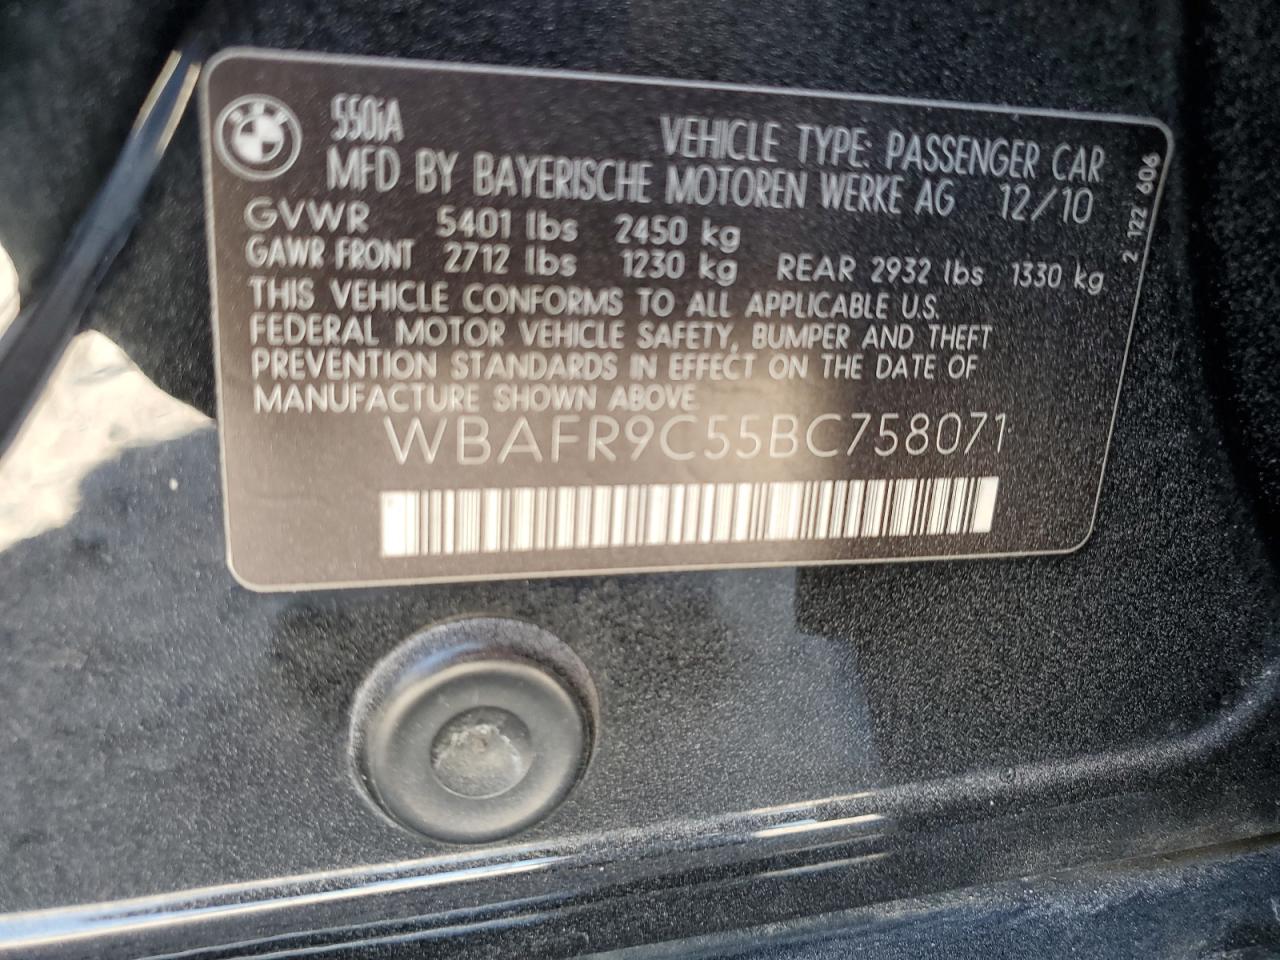 BMW
550iA
VEHICLE TYPE: PASSENGER CAR
MFD BY BAYERISCHE MOTOREN WERKE AG 12/10
GVWR 5401 lbs 2450 kg
GAWR FRONT 2712 lbs 1230 kg REAR 2932 lbs 1330 kg
THIS VEHICLE CONFORMS TO ALL APPLICABLE U.S.
FEDERAL MOTOR VEHICLE SAFETY, BUMPER AND THEFT
PREVENTION STANDARDS IN EFFECT ON THE DATE OF
MANUFACTURE SHOWN ABOVE
WBAFR9C55BC758071
2 122 606